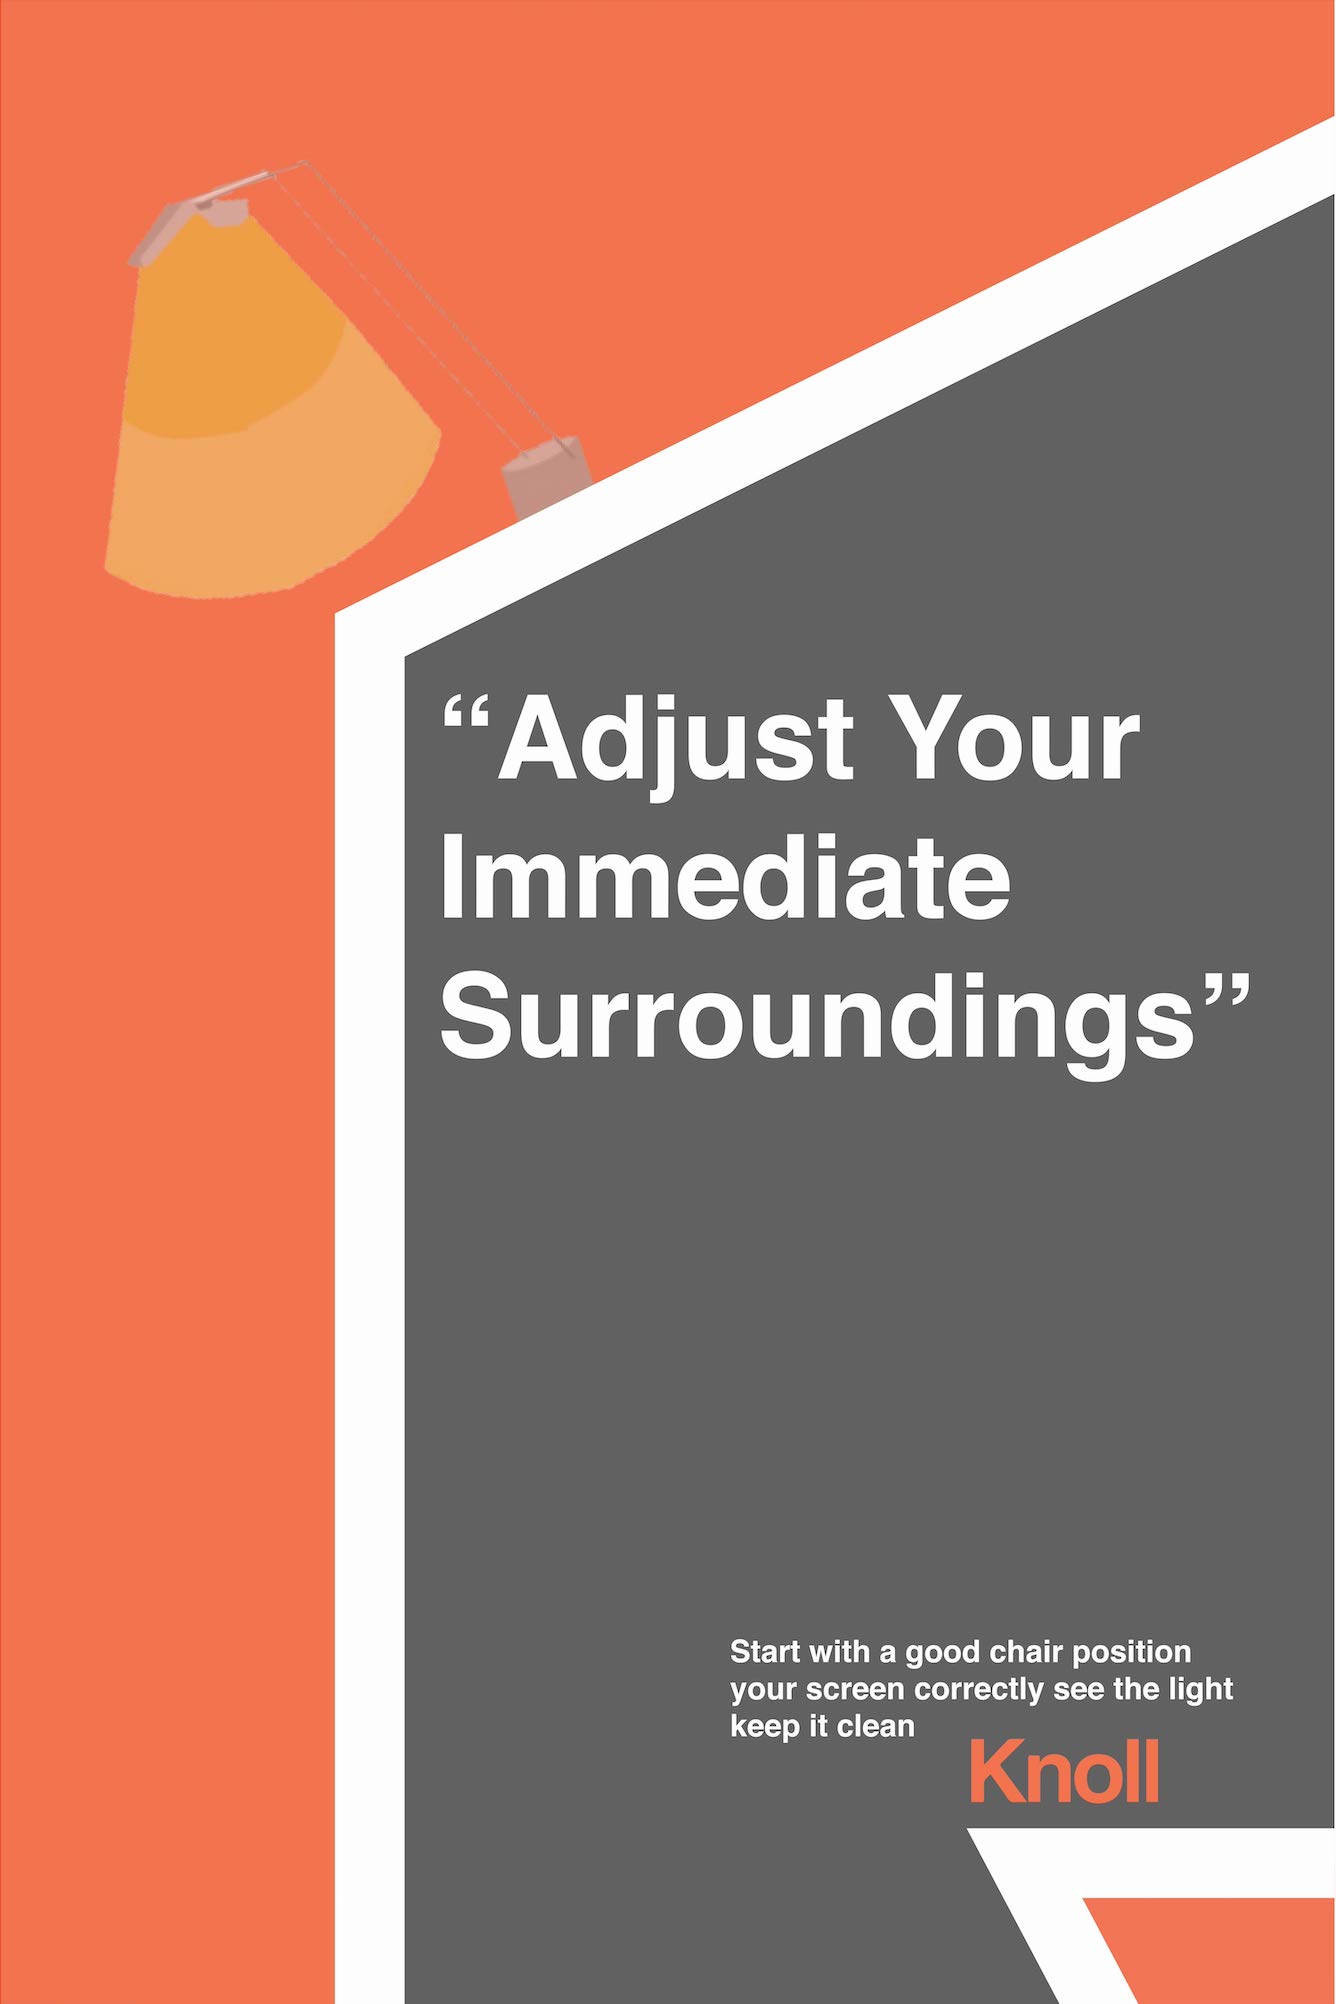 “Adjust Your
Immediate
Surroundings”
Start with a good chair position
your screen correctly see the light
keep it clean
Knoll